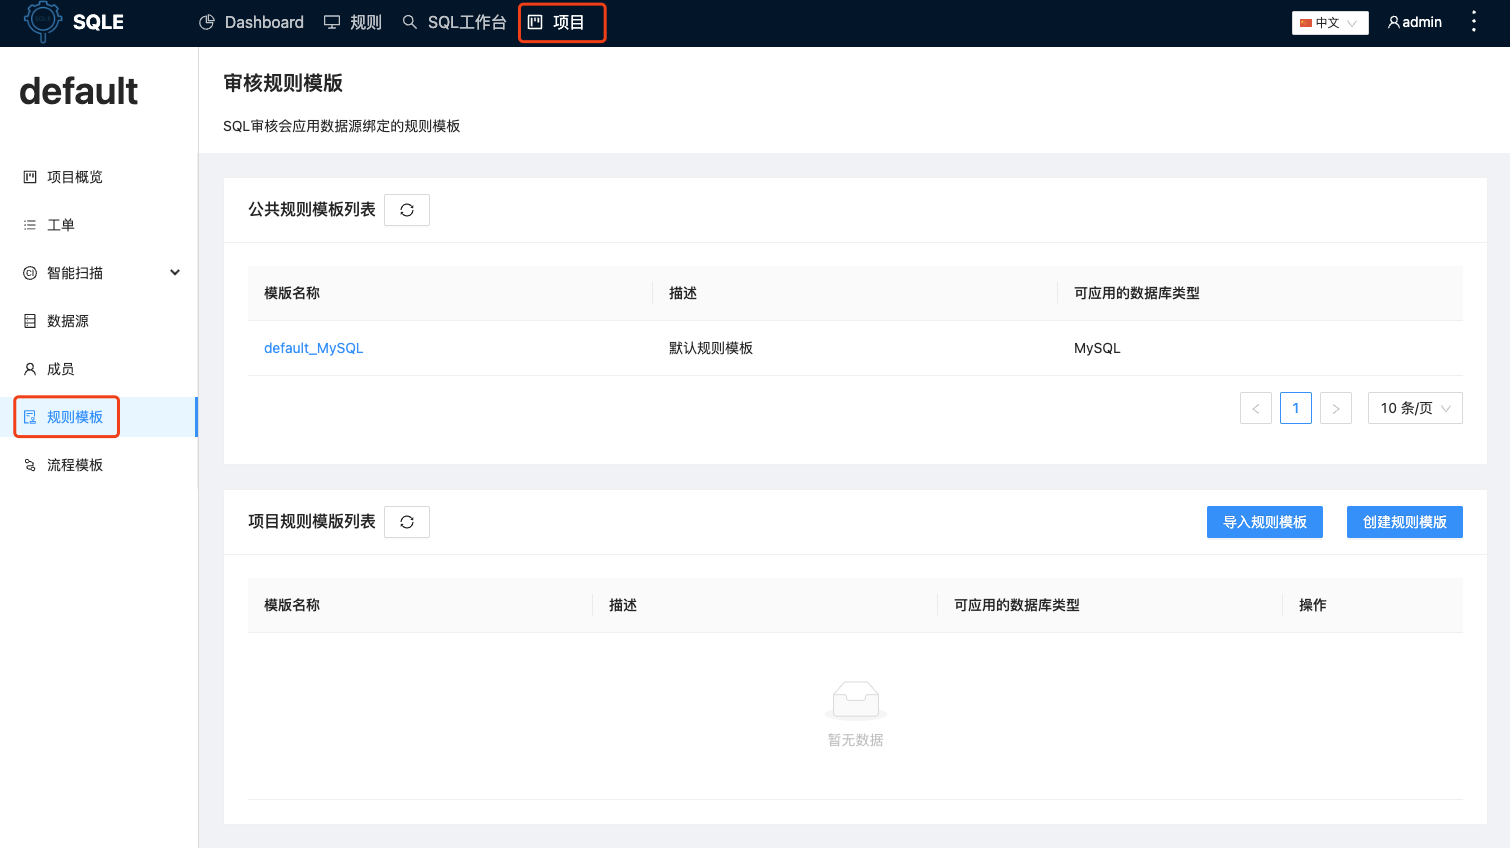 SQLE
Dashboard
规则
SQL工作台
项目
中文
admin
default
项目概览
工单
智能扫描
数据源
成员
规则模板
流程模板
审核规则模版
SQL审核会应用数据源绑定的规则模板
公共规则模板列表
模版名称 描述 可应用的数据库类型
default_MySQL 默认规则模板 MySQL
1 10 条/页
项目规则模版列表 导入规则模板 创建规则模版
模版名称 描述 可应用的数据库类型 操作
暂无数据